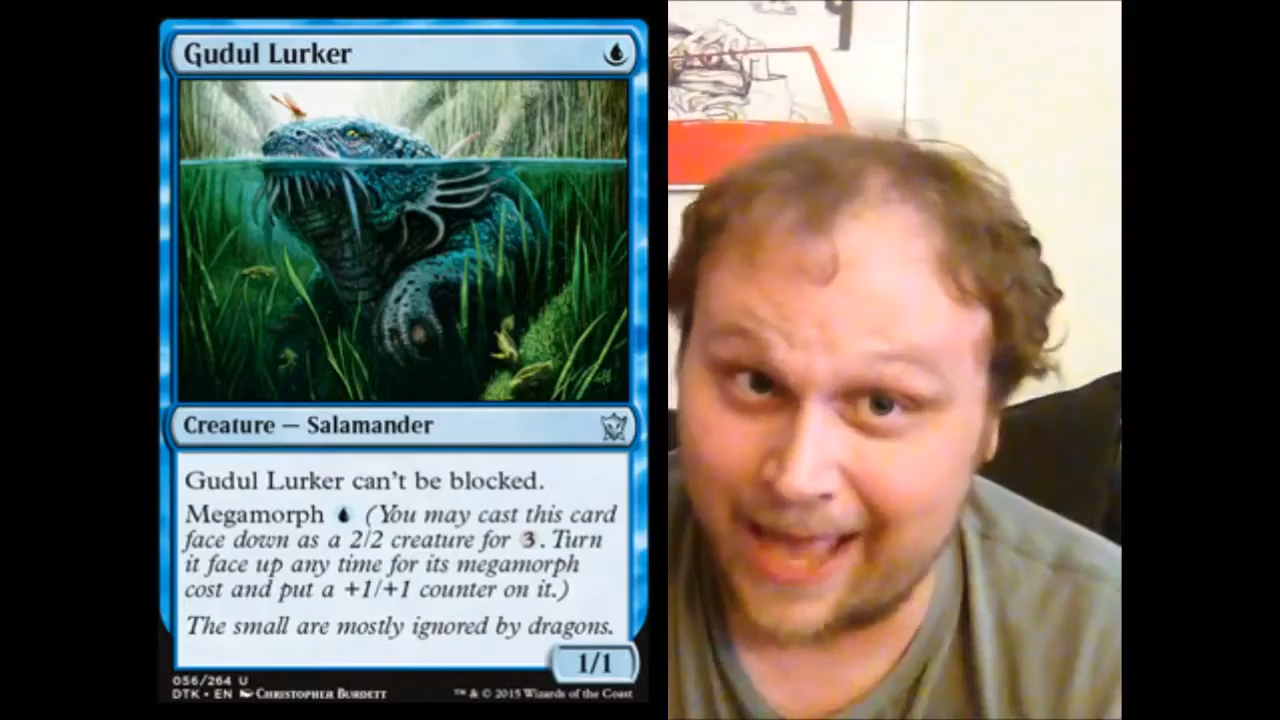 Gudul Lurker
Creature — Salamander
Gudul Lurker can't be blocked.
Megamorph (You may cast this card
face down as a 2/2 creature for 3. Turn
it face up any time for its megamorph
cost and put a +1/+1 counter on it.)
The small are mostly ignored by dragons.
1/1
056/264 U
DTK • EN Christopher Burdett
™ & © 2015 Wizards of the Coast